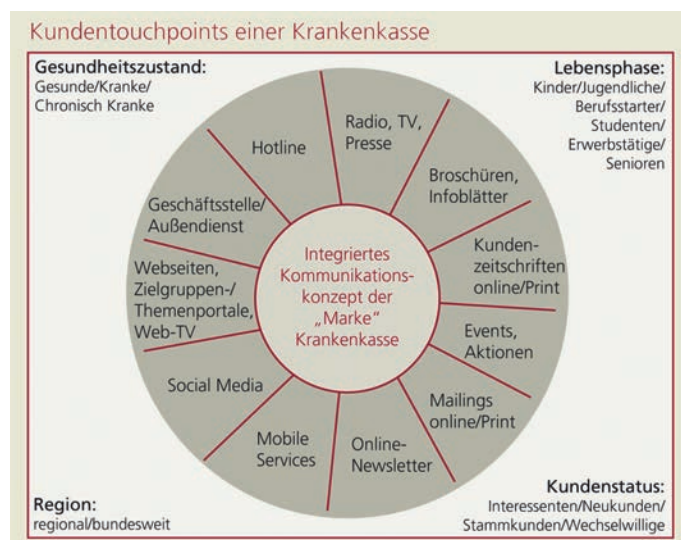 Kundentouchpoints einer Krankenkasse
Gesundheitszustand:
Gesunde/Kranke/
Chronisch Kranke
Lebensphase:
Kinder/Jugendliche/
Berufsstarter/
Studenten/
Erwerbstätige/
Senioren
Radio, TV,
Presse
Broschüren,
Infoblätter
Kunden-
zeitschriften
online/Print
Events,
Aktionen
Mailings
online/Print
Online-
Newsletter
Mobile
Services
Social Media
Webseiten,
Zielgruppen-/
Themenportale,
Web-TV
Geschäftsstelle/
Außendienst
Hotline
Integriertes
Kommunikations-
konzept der
„Marke“
Krankenkasse
Region:
regional/bundesweit
Kundenstatus:
Interessenten/Neukunden/
Stammkunden/Wechselwillige